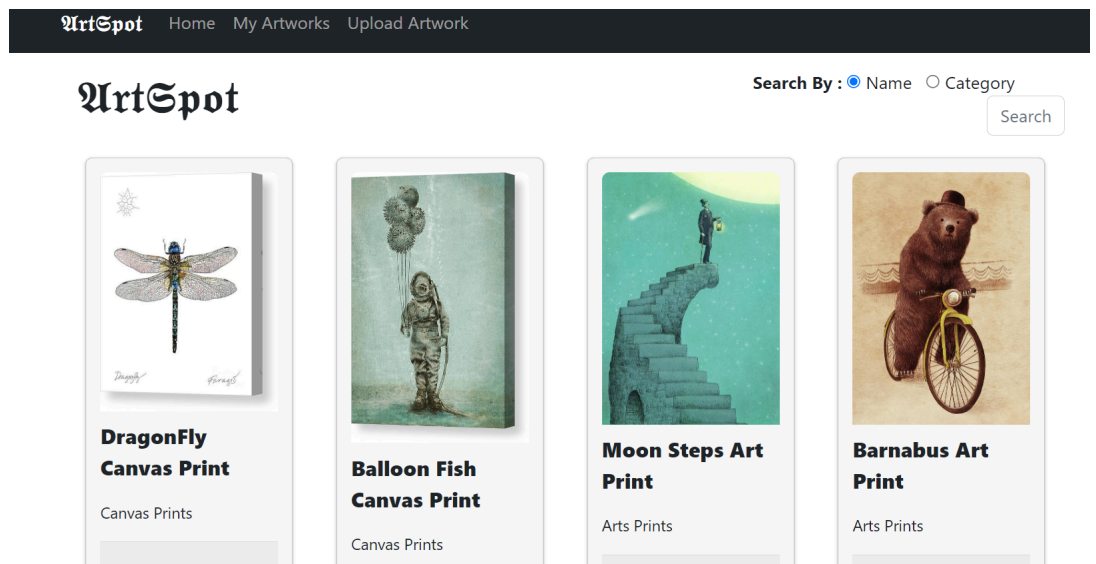 ArtSpot Home My Artworks Upload Artwork
ArtSpot
Search By : Name Category
Search
DragonFly
Canvas Print
Canvas Prints
Balloon Fish
Canvas Print
Canvas Prints
Moon Steps Art
Print
Arts Prints
Barnabus Art
Print
Arts Prints